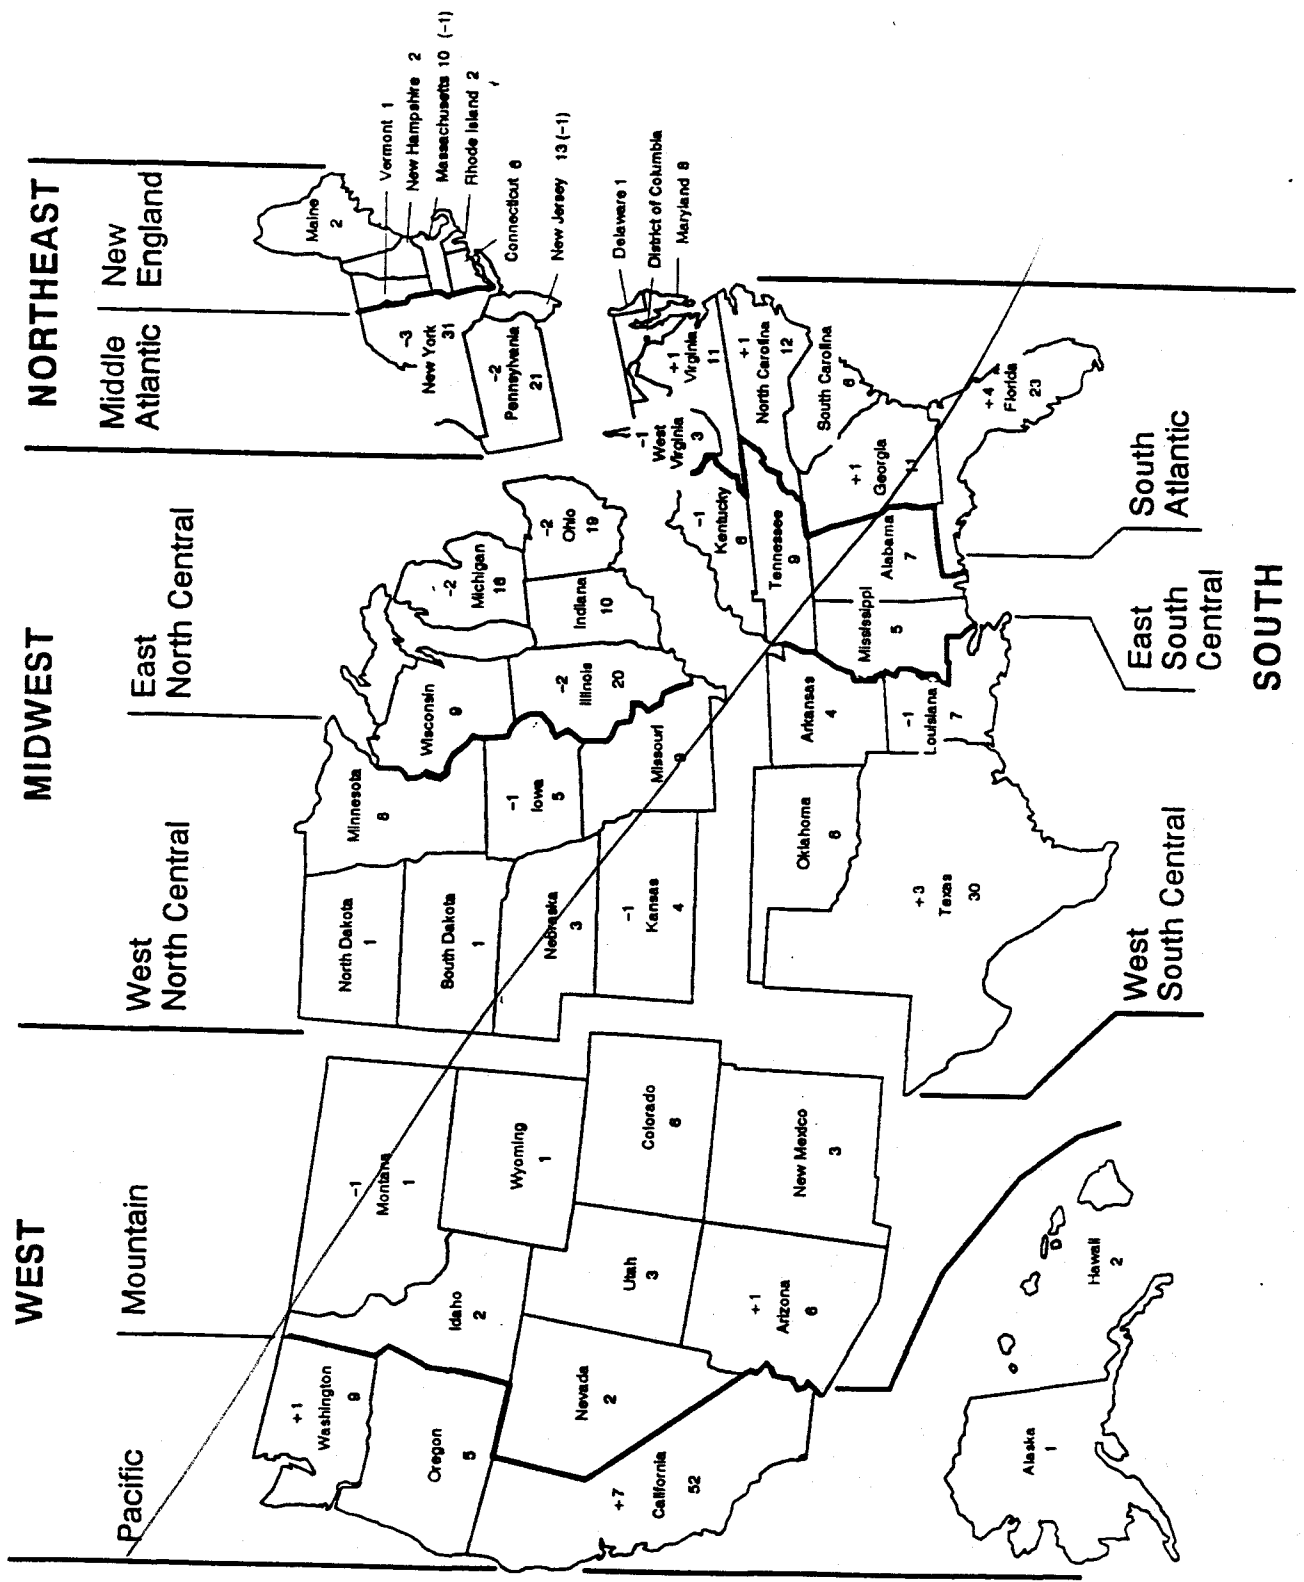 WEST
MIDWEST
NORTHEAST
Pacific
Mountain
West
North Central
East
North Central
Middle
Atlantic
New
England
+1
Washington
9
Oregon
5
+7
California
52
Nevada
2
Idaho
2
-1
Montana
1
Wyoming
1
Utah
3
Colorado
6
+1
Arizona
6
New Mexico
3
Alaska
1
Hawaii
2
North Dakota
1
South Dakota
1
Nebraska
3
-1
Kansas
4
Minnesota
8
-1
Iowa
5
Missouri
9
Wisconsin
9
-2
Illinois
20
-2
Michigan
16
Indiana
10
-2
Ohio
19
-3
New York
31
-2
Pennsylvania
21
Maine
2
Vermont 1
New Hampshire 2
Massachusetts 10 (-1)
Rhode Island 2
Connecticut 6
New Jersey 13 (-1)
Delaware 1
District of Columbia
Maryland 8
+3
Texas
30
Oklahoma
6
Arkansas
4
-1
Louisiana
7
-1
Kentucky
6
Tennessee
9
Mississippi
5
Alabama
7
-1
West
Virginia
3
+1
Virginia
11
+1
North Carolina
12
South Carolina
6
+1
Georgia
11
+4
Florida
23
West
South Central
East
South
Central
South
Atlantic
SOUTH